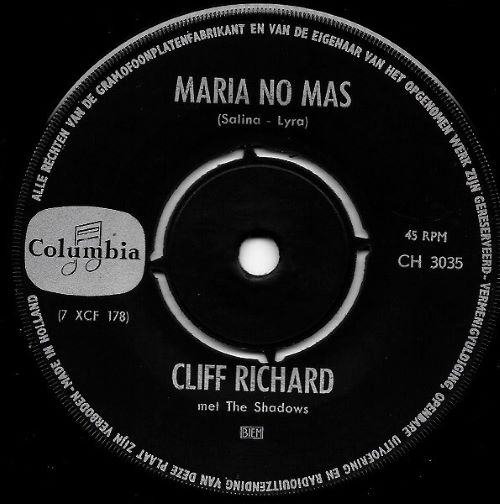 ALLE RECHTEN VAN DE GRAMOFOONPLATENFABRIKANT EN VAN DE EIGENAAR VAN HET OPGENOMEN WERK ZIJN GERESERVEERD - VERMENIGVULDIGING, OPENBARE UITVOERING EN RADIOUITZENDING VAN DEZE PLAAT ZIJN VERBODEN - MADE IN HOLLAND
MARIA NO MAS
(Salina - Lyra)
Columbia
45 RPM
CH 3035
(7 XCF 178)
CLIFF RICHARD
met The Shadows
BIEM